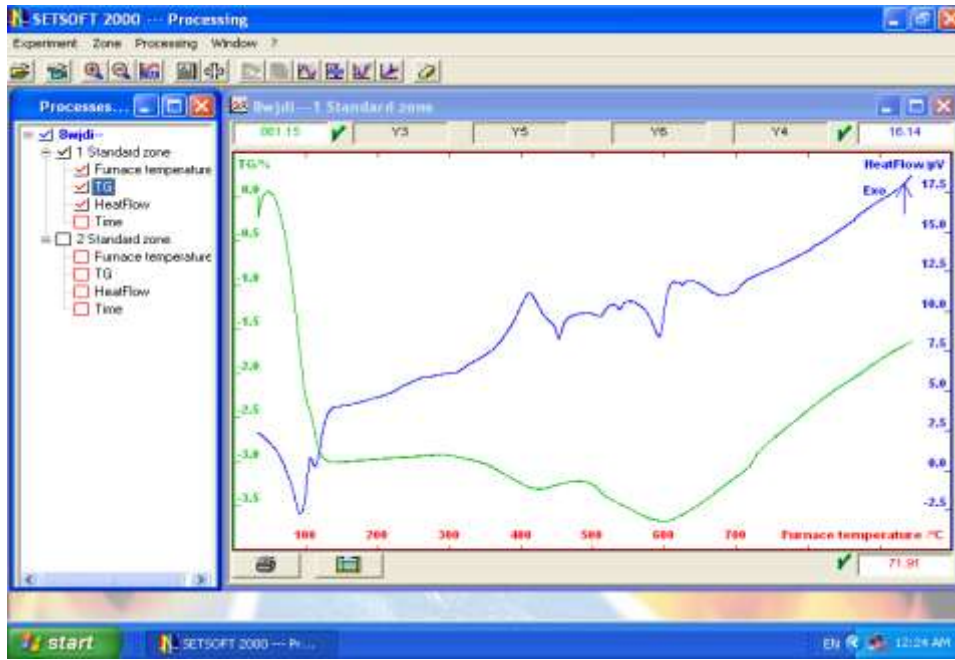 SETSOFT 2000 --- Processing
Experiment Zone Processing Window ?
Processes...
8wjdi---1 Standard zone
8wjdi--
1 Standard zone
Furnace temperature
TG
HeatFlow
Time
2 Standard zone
Furnace temperature
TG
HeatFlow
Time
001.15 Y3 Y5 Y6 Y4 16.14
TG/%
HeatFlow/µV
Exo
0.0
-0.5
-1.0
-1.5
-2.0
-2.5
-3.0
-3.5
17.5
15.0
12.5
10.0
7.5
5.0
2.5
0.0
-2.5
100 200 300 400 500 600 700 Furnace temperature /°C
71.91
start
SETSOFT 2000 --- Pr...
EN
12:24 AM